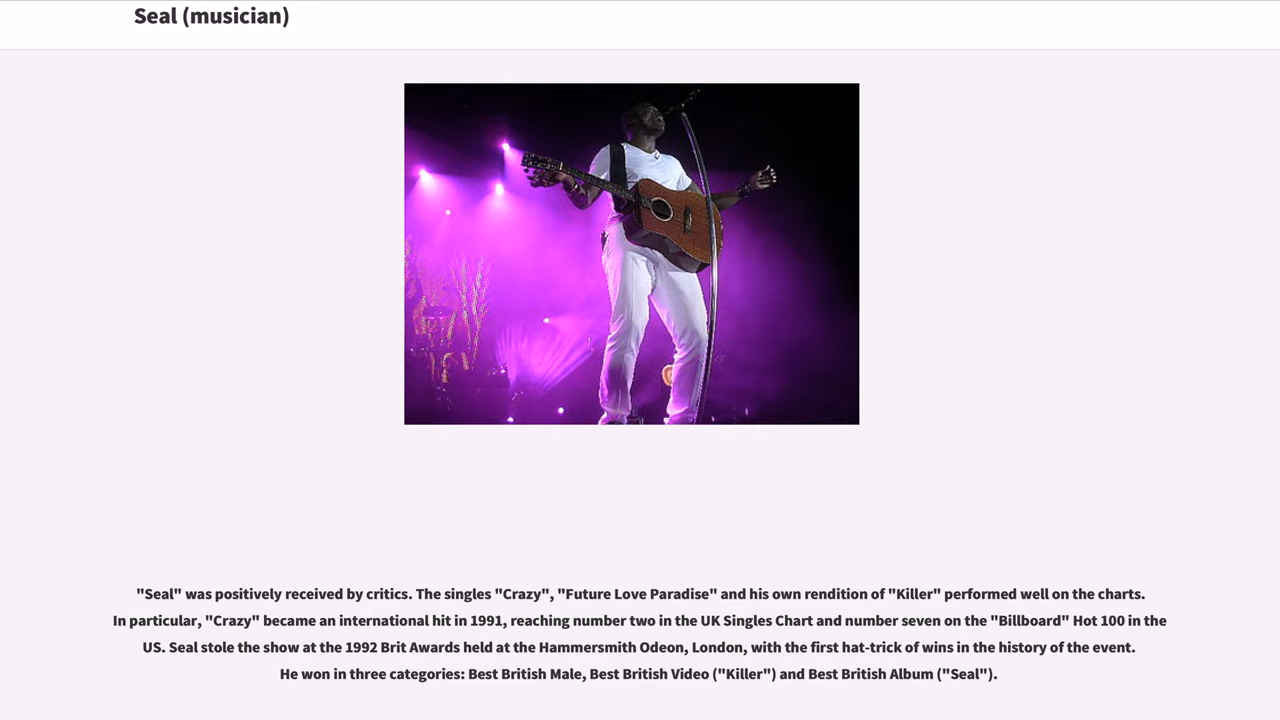 Seal (musician)
"Seal" was positively received by critics. The singles "Crazy", "Future Love Paradise" and his own rendition of "Killer" performed well on the charts.
In particular, "Crazy" became an international hit in 1991, reaching number two in the UK Singles Chart and number seven on the "Billboard" Hot 100 in the
US. Seal stole the show at the 1992 Brit Awards held at the Hammersmith Odeon, London, with the first hat-trick of wins in the history of the event.
He won in three categories: Best British Male, Best British Video ("Killer") and Best British Album ("Seal").